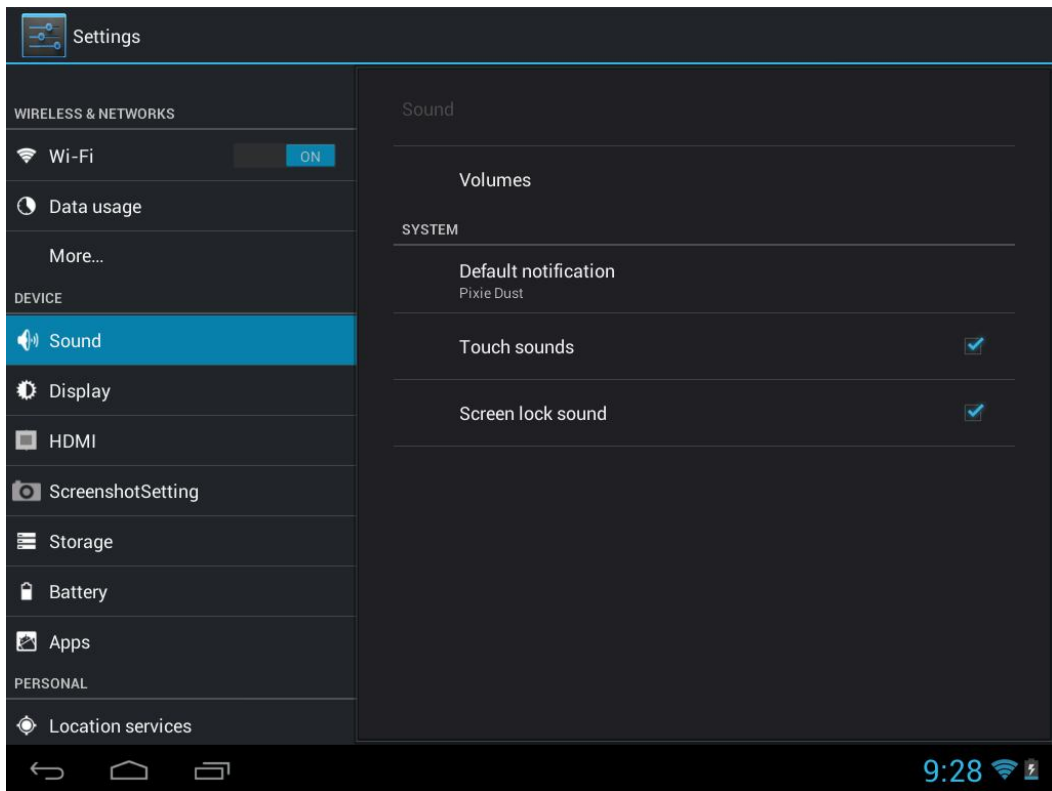 Settings
WIRELESS & NETWORKS
Wi-Fi
ON
Data usage
More...
DEVICE
Sound
Display
HDMI
ScreenshotSetting
Storage
Battery
Apps
PERSONAL
Location services
Sound
Volumes
SYSTEM
Default notification
Pixie Dust
Touch sounds
Screen lock sound
9:28